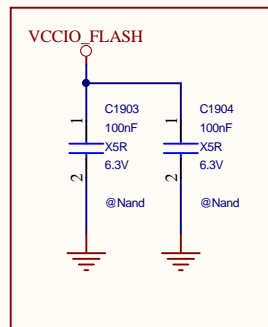 VCCIO_FLASH
C1903
100nF
X5R
6.3V
@Nand
1
2
C1904
100nF
X5R
6.3V
@Nand
1
2